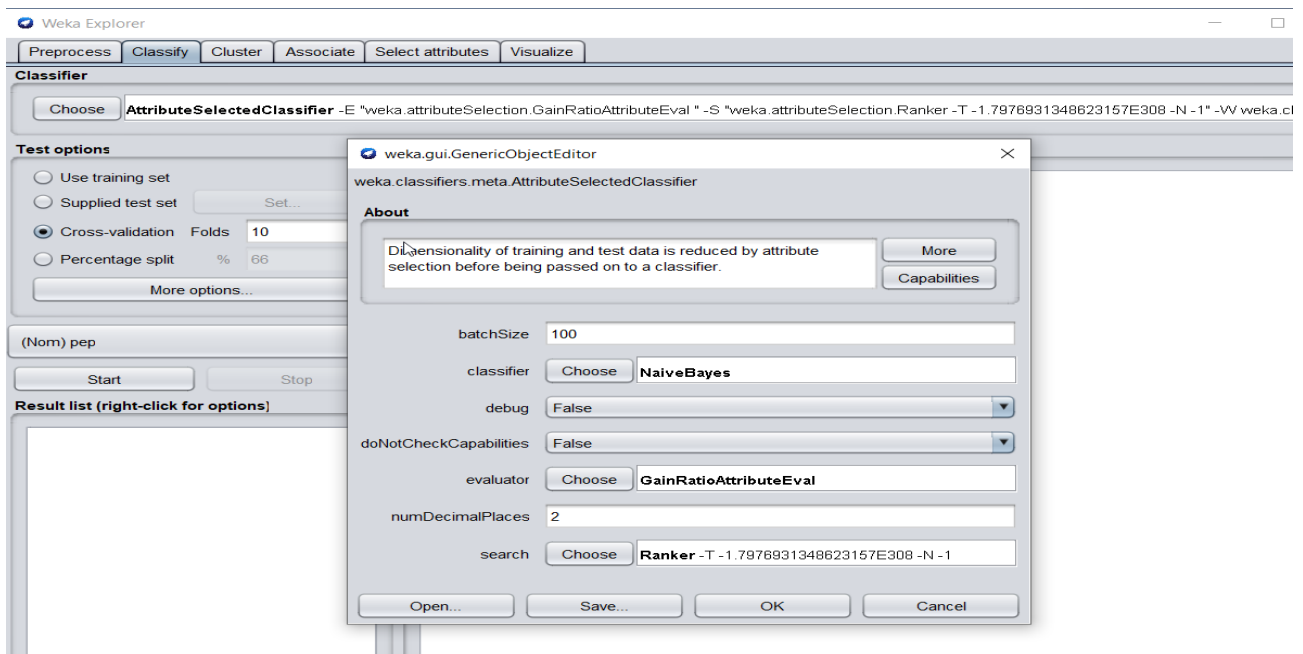 Weka Explorer
Preprocess Classify Cluster Associate Select attributes Visualize
Classifier
Choose AttributeSelectedClassifier -E "weka.attributeSelection.GainRatioAttributeEval " -S "weka.attributeSelection.Ranker -T -1.7976931348623157E308 -N -1" -W weka.cl
Test options
Use training set
Supplied test set Set...
Cross-validation Folds 10
Percentage split % 66
More options...
(Nom) pep
Start Stop
Result list (right-click for options)
weka.gui.GenericObjectEditor
weka.classifiers.meta.AttributeSelectedClassifier
About
Dimensionality of training and test data is reduced by attribute
selection before being passed on to a classifier.
More
Capabilities
batchSize 100
classifier Choose NaiveBayes
debug False
doNotCheckCapabilities False
evaluator Choose GainRatioAttributeEval
numDecimalPlaces 2
search Choose Ranker -T -1.7976931348623157E308 -N -1
Open... Save... OK Cancel